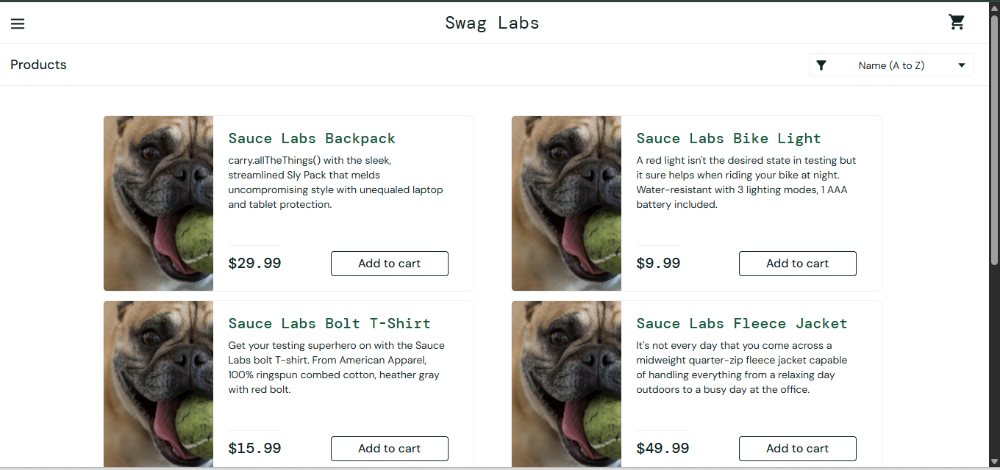 Swag Labs
Products
Name (A to Z)
Sauce Labs Backpack
carry.allTheThings() with the sleek,
streamlined Sly Pack that melds
uncompromising style with unequaled laptop
and tablet protection.
$29.99
Add to cart
Sauce Labs Bike Light
A red light isn't the desired state in testing but
it sure helps when riding your bike at night.
Water-resistant with 3 lighting modes, 1 AAA
battery included.
$9.99
Add to cart
Sauce Labs Bolt T-Shirt
Get your testing superhero on with the Sauce
Labs bolt T-shirt. From American Apparel,
100% ringspun combed cotton, heather gray
with red bolt.
$15.99
Add to cart
Sauce Labs Fleece Jacket
It's not every day that you come across a
midweight quarter-zip fleece jacket capable
of handling everything from a relaxing day
outdoors to a busy day at the office.
$49.99
Add to cart